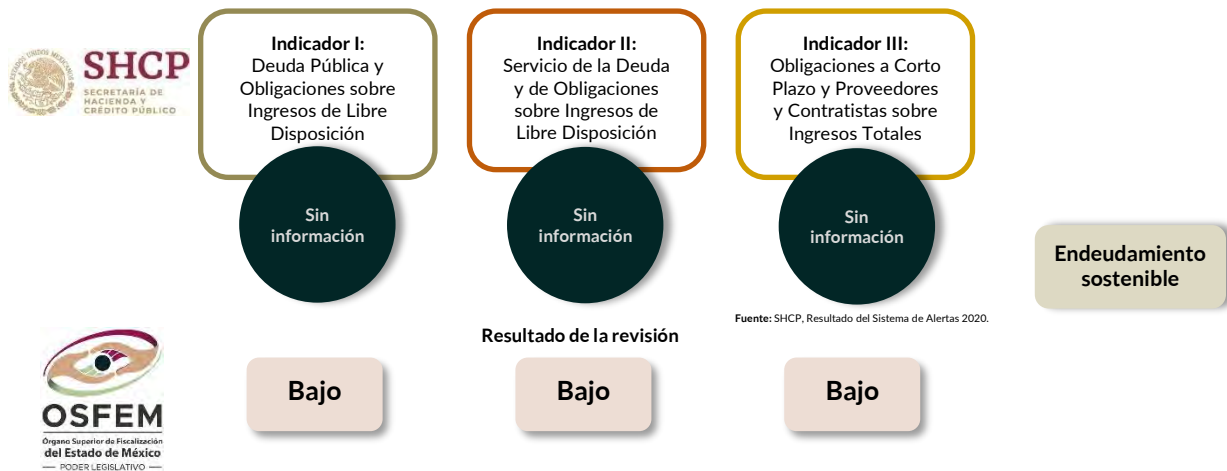 SHCP
SECRETARÍA DE
HACIENDA Y
CRÉDITO PÚBLICO
Indicador I:
Deuda Pública y
Obligaciones sobre
Ingresos de Libre
Disposición
Indicador II:
Servicio de la Deuda
y de Obligaciones
sobre Ingresos de
Libre Disposición
Indicador III:
Obligaciones a Corto
Plazo y Proveedores
y Contratistas sobre
Ingresos Totales
Sin
información
Sin
información
Sin
información
Endeudamiento
sostenible
Fuente: SHCP, Resultado del Sistema de Alertas 2020.
Resultado de la revisión
OSFEM
Órgano Superior de Fiscalización
del Estado de México
PODER LEGISLATIVO
Bajo
Bajo
Bajo